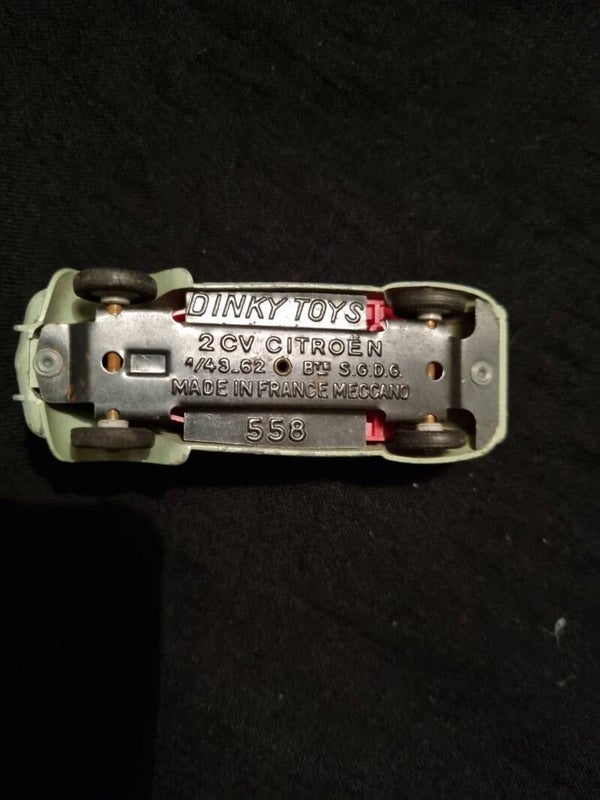 DINKY TOYS
2 CV CITROËN
1/43_62 BTE S.G.D.G.
MADE IN FRANCE MECCANO
558